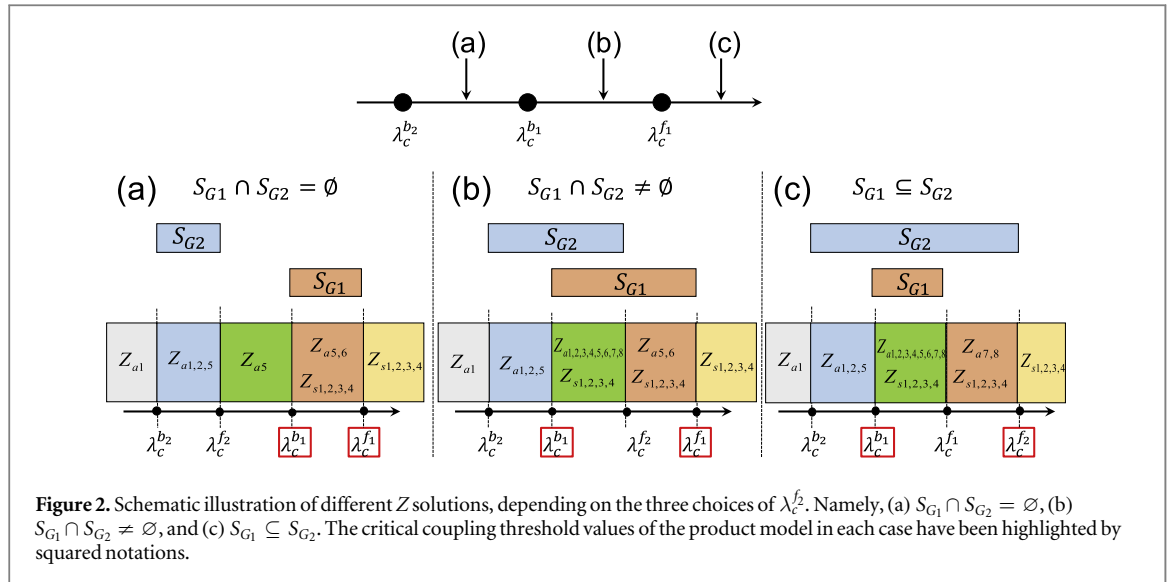 (a) (b) (c)
λ_c^{b_2} λ_c^{b_1} λ_c^{f_1}
(a) S_{G1} ∩ S_{G2} = ∅
S_{G2}
S_{G1}
Z_{a1} Z_{a1,2,5} Z_{a5} Z_{a5,6} Z_{s1,2,3,4} Z_{s1,2,3,4}
λ_c^{b_2} λ_c^{f_2} λ_c^{b_1} λ_c^{f_1}
(b) S_{G1} ∩ S_{G2} ≠ ∅
S_{G2}
S_{G1}
Z_{a1} Z_{a1,2,5} Z_{a1,2,3,4,5,6,7,8} Z_{s1,2,3,4} Z_{a5,6} Z_{s1,2,3,4} Z_{s1,2,3,4}
λ_c^{b_2} λ_c^{b_1} λ_c^{f_2} λ_c^{f_1}
(c) S_{G1} ⊆ S_{G2}
S_{G2}
S_{G1}
Z_{a1} Z_{a1,2,5} Z_{a1,2,3,4,5,6,7,8} Z_{s1,2,3,4} Z_{a7,8} Z_{s1,2,3,4} Z_{s1,2,3,4}
λ_c^{b_2} λ_c^{b_1} λ_c^{f_1} λ_c^{f_2}
Figure 2. Schematic illustration of different Z solutions, depending on the three choices of λ_c^{f_2}. Namely, (a) S_{G_1} ∩ S_{G_2} = ∅, (b)
S_{G_1} ∩ S_{G_2} ≠ ∅, and (c) S_{G_1} ⊆ S_{G_2}. The critical coupling threshold values of the product model in each case have been highlighted by
squared notations.